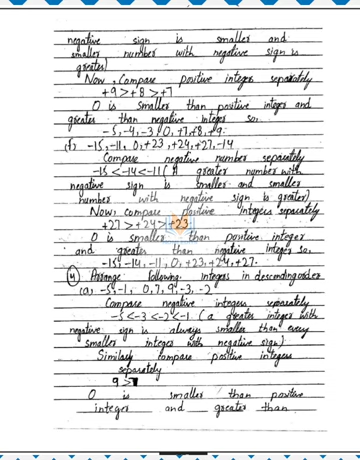 negative sign is smaller and
smaller number with negative sign is
greater)
Now, Compare positive integers separately
+9 > +8 > +7
0 is smaller than positive integer and
greater than negative integer so,
-5, -4, -3, 0, +7, +8, +9.
(f) -15, -11, 0, +23, +24, +27, -14
Compare negative number separately
-15 < -14 < -11 (A greater number with
negative sign is smaller and smaller
number with negative sign is greater)
Now, compare positive Integers separately
+27 > +24 > +23.
0 is smaller than positive integer
and greater than negative Integer so,
-15, -14, -11, 0, +23, +24, +27.
(4) Arrange following Integers in descending order
(a) -5, -1, 0, 7, 9, -3, -2
Compare negative integers separately
-5 < -3 < -2 < -1 (a greater integer with
negative sign is always smaller than every
smaller integer with negative sign)
Similarly compare positive integers
separately
9 > 7
0 is smaller than positive
integer and greater than